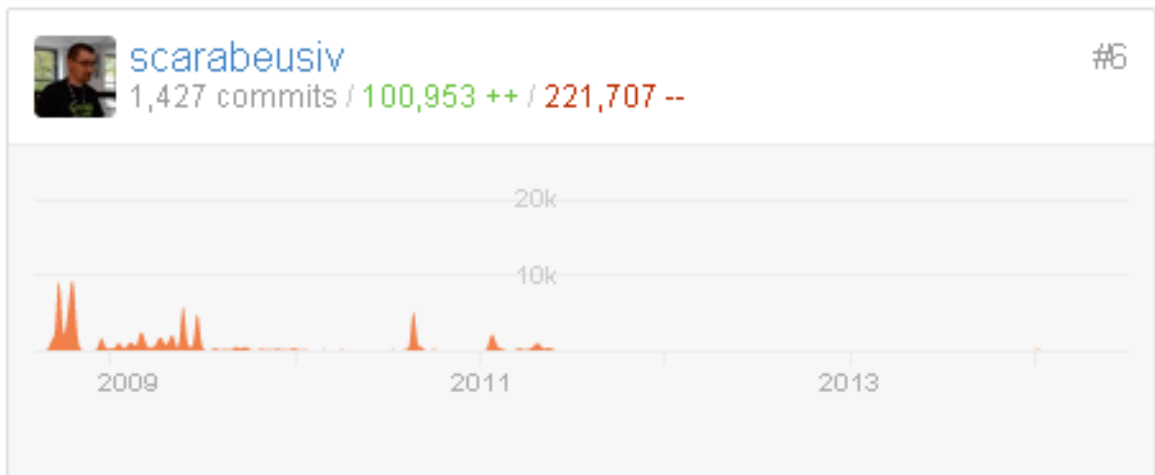 scarabeusiv
#6
1,427 commits / 100,953 ++ / 221,707 --
20k
10k
2009 2011 2013